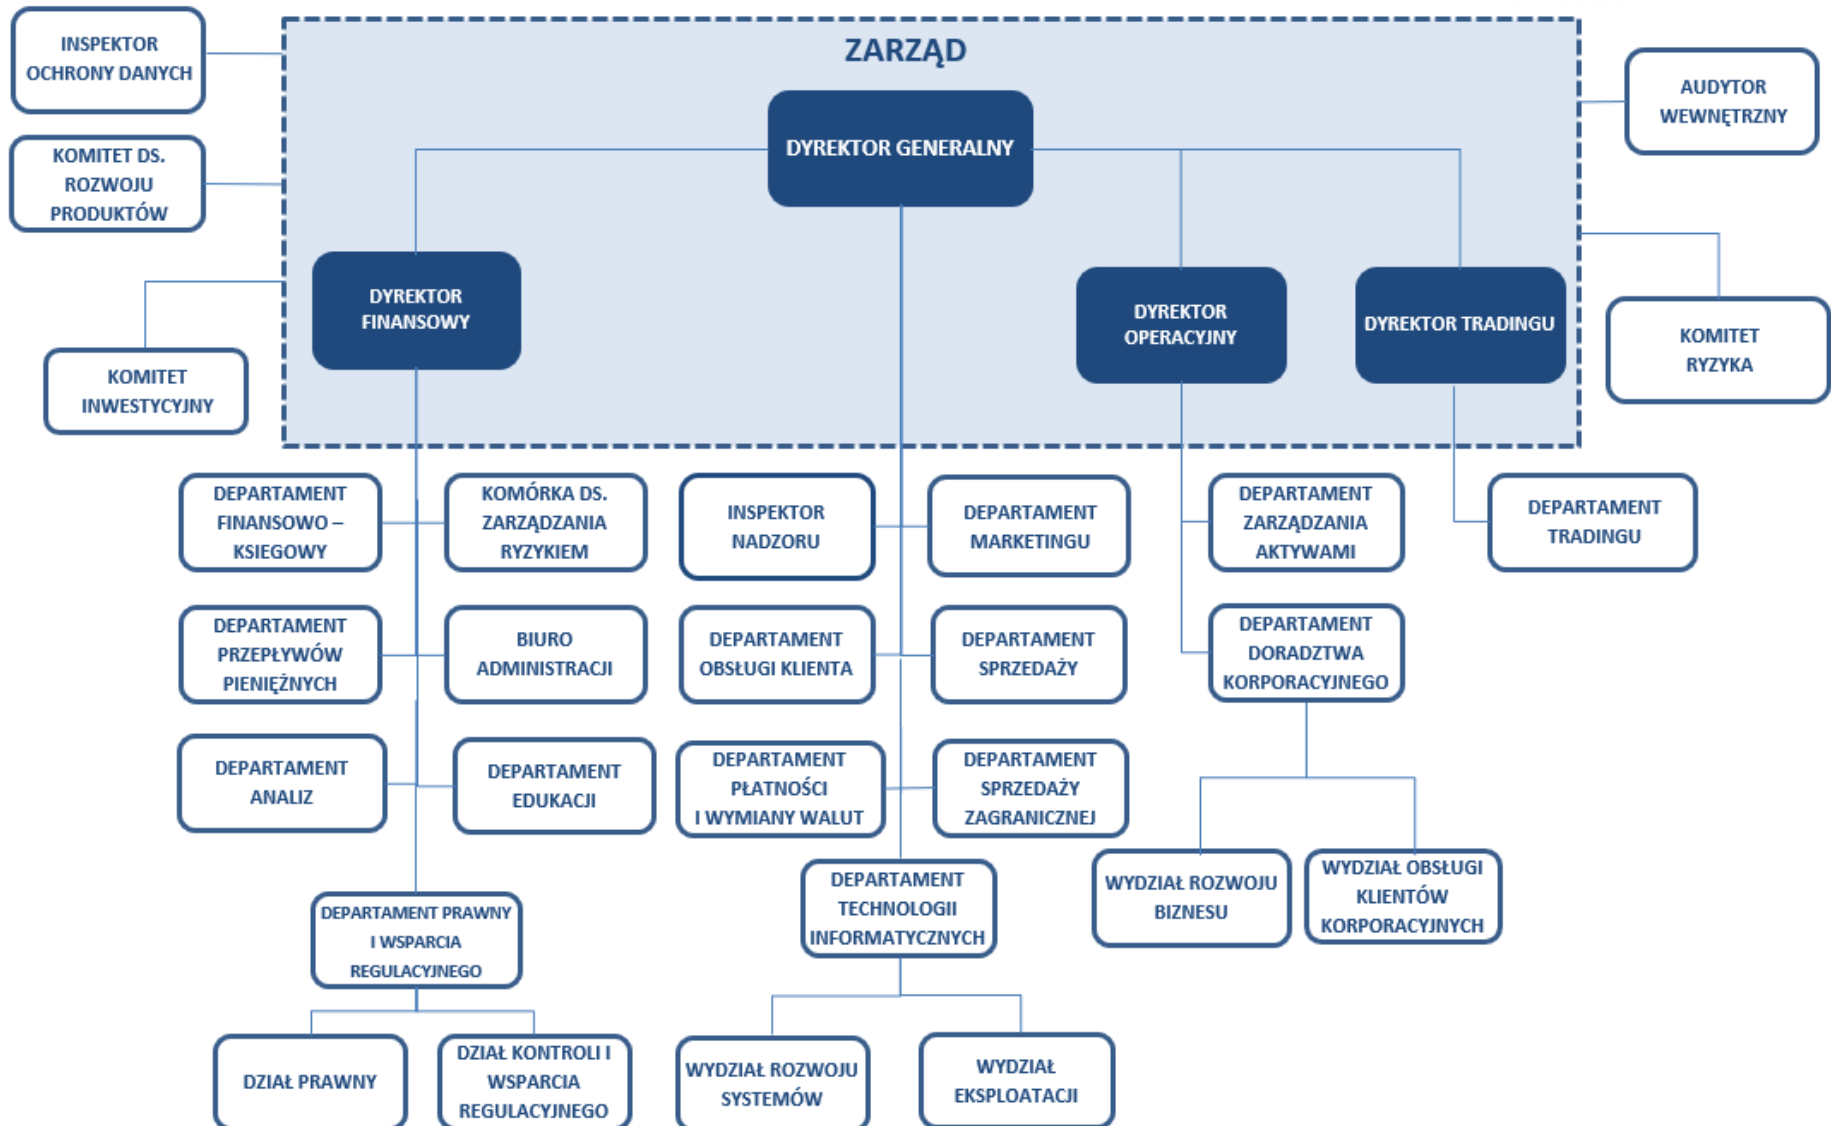 ZARZĄD
INSPEKTOR
OCHRONY DANYCH
AUDYTOR
WEWNĘTRZNY
DYREKTOR GENERALNY
KOMITET DS.
ROZWOJU
PRODUKTÓW
DYREKTOR
FINANSOWY
DYREKTOR
OPERACYJNY
DYREKTOR TRADINGU
KOMITET
RYZYKA
KOMITET
INWESTYCYJNY
DEPARTAMENT
FINANSOWO –
KSIEGOWY
KOMÓRKA DS.
ZARZĄDZANIA
RYZYKIEM
INSPEKTOR
NADZORU
DEPARTAMENT
MARKETINGU
DEPARTAMENT
ZARZĄDZANIA
AKTYWAMI
DEPARTAMENT
TRADINGU
DEPARTAMENT
PRZEPŁYWÓW
PIENIĘŻNYCH
BIURO
ADMINISTRACJI
DEPARTAMENT
OBSŁUGI KLIENTA
DEPARTAMENT
SPRZEDAŻY
DEPARTAMENT
DORADZTWA
KORPORACYJNEGO
DEPARTAMENT
ANALIZ
DEPARTAMENT
EDUKACJI
DEPARTAMENT
PŁATNOŚCI
I WYMIANY WALUT
DEPARTAMENT
SPRZEDAŻY
ZAGRANICZNEJ
DEPARTAMENT PRAWNY
I WSPARCIA
REGULACYJNEGO
DEPARTAMENT
TECHNOLOGII
INFORMATYCZNYCH
WYDZIAŁ ROZWOJU
BIZNESU
WYDZIAŁ OBSŁUGI
KLIENTÓW
KORPORACYJNYCH
DZIAŁ PRAWNY
DZIAŁ KONTROLI I
WSPARCIA
REGULACYJNEGO
WYDZIAŁ ROZWOJU
SYSTEMÓW
WYDZIAŁ
EKSPLOATACJI